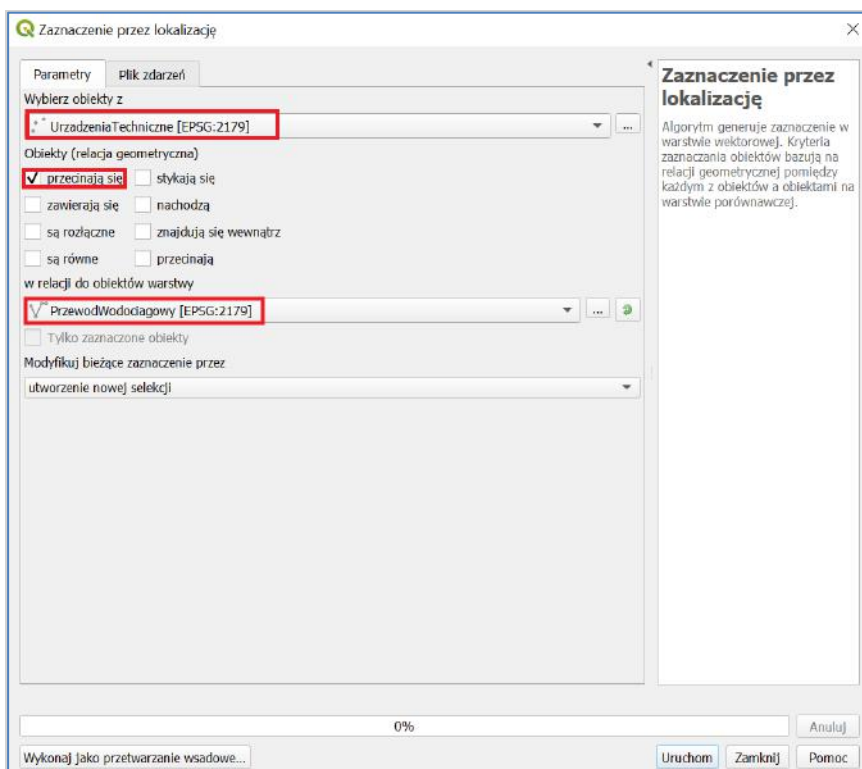 Zaznaczenie przez lokalizację
Parametry Plik zdarzeń
Wybierz obiekty z
UrzadzeniaTechniczne [EPSG:2179]
...
Obiekty (relacja geometryczna)
przecinają się stykają się
zawierają się nachodzą
są rozłączne znajdują się wewnątrz
są równe przecinają
w relacji do obiektów warstwy
PrzewodWodociagowy [EPSG:2179]
...
Tylko zaznaczone obiekty
Modyfikuj bieżące zaznaczenie przez
utworzenie nowej selekcji
Zaznaczenie przez
lokalizację
Algorytm generuje zaznaczenie w
warstwie wektorowej. Kryteria
zaznaczania obiektów bazują na
relacji geometrycznej pomiędzy
każdym z obiektów a obiektami na
warstwie porównawczej.
0%
Anuluj
Wykonaj jako przetwarzanie wsadowe...
Uruchom Zamknij Pomoc